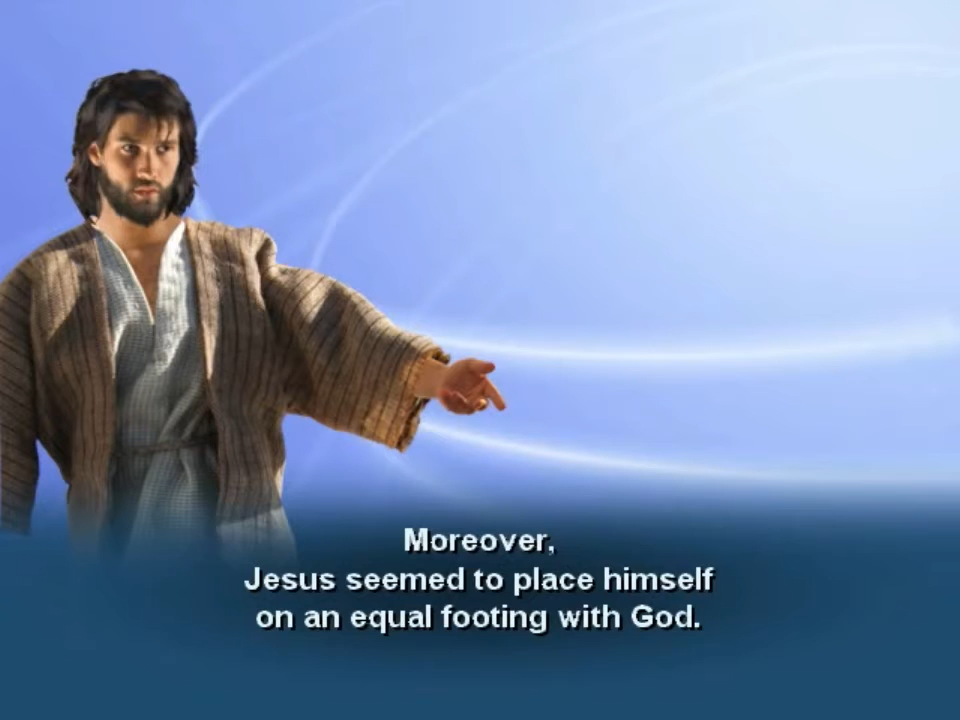 Moreover,
Jesus seemed to place himself
on an equal footing with God.